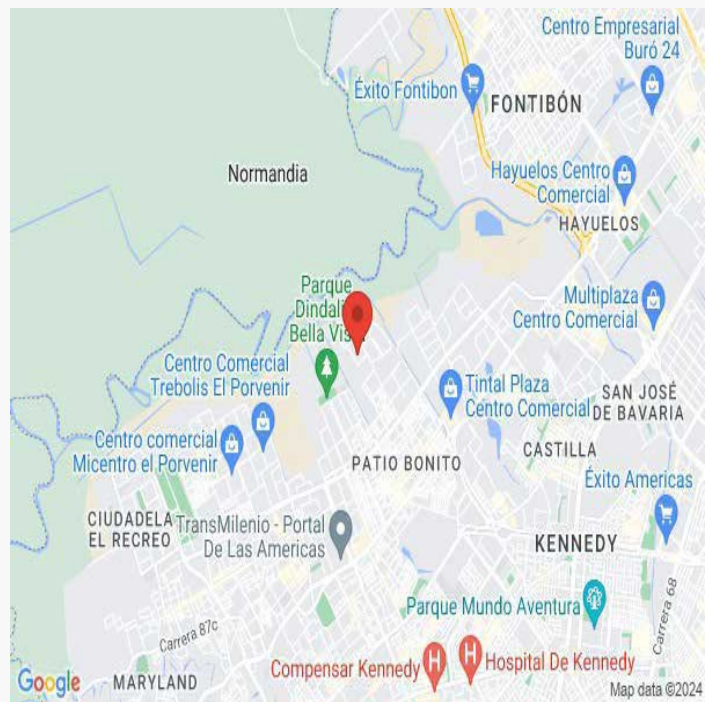 Centro Empresarial
Buró 24
Éxito Fontibon
FONTIBÓN
Normandia
Hayuelos Centro
Comercial
HAYUELOS
Parque
Bella
Multiplaza
Centro Comercial
Centro Comercial
Trebolis El Porvenir
Tintal Plaza
Centro Comercial
SAN JOSÉ
DE BAVARIA
Centro comercial
Micentro el Porvenir
PATIO BONITO
CASTILLA
Éxito Americas
CIUDADELA
EL RECREO
TransMilenio - Portal
De Las Americas
KENNEDY
Parque Mundo Aventura
Carrera 68
Carrera 87c
Compensar Kennedy
H
H
Hospital De Kennedy
Google
MARYLAND
Map data ©2024